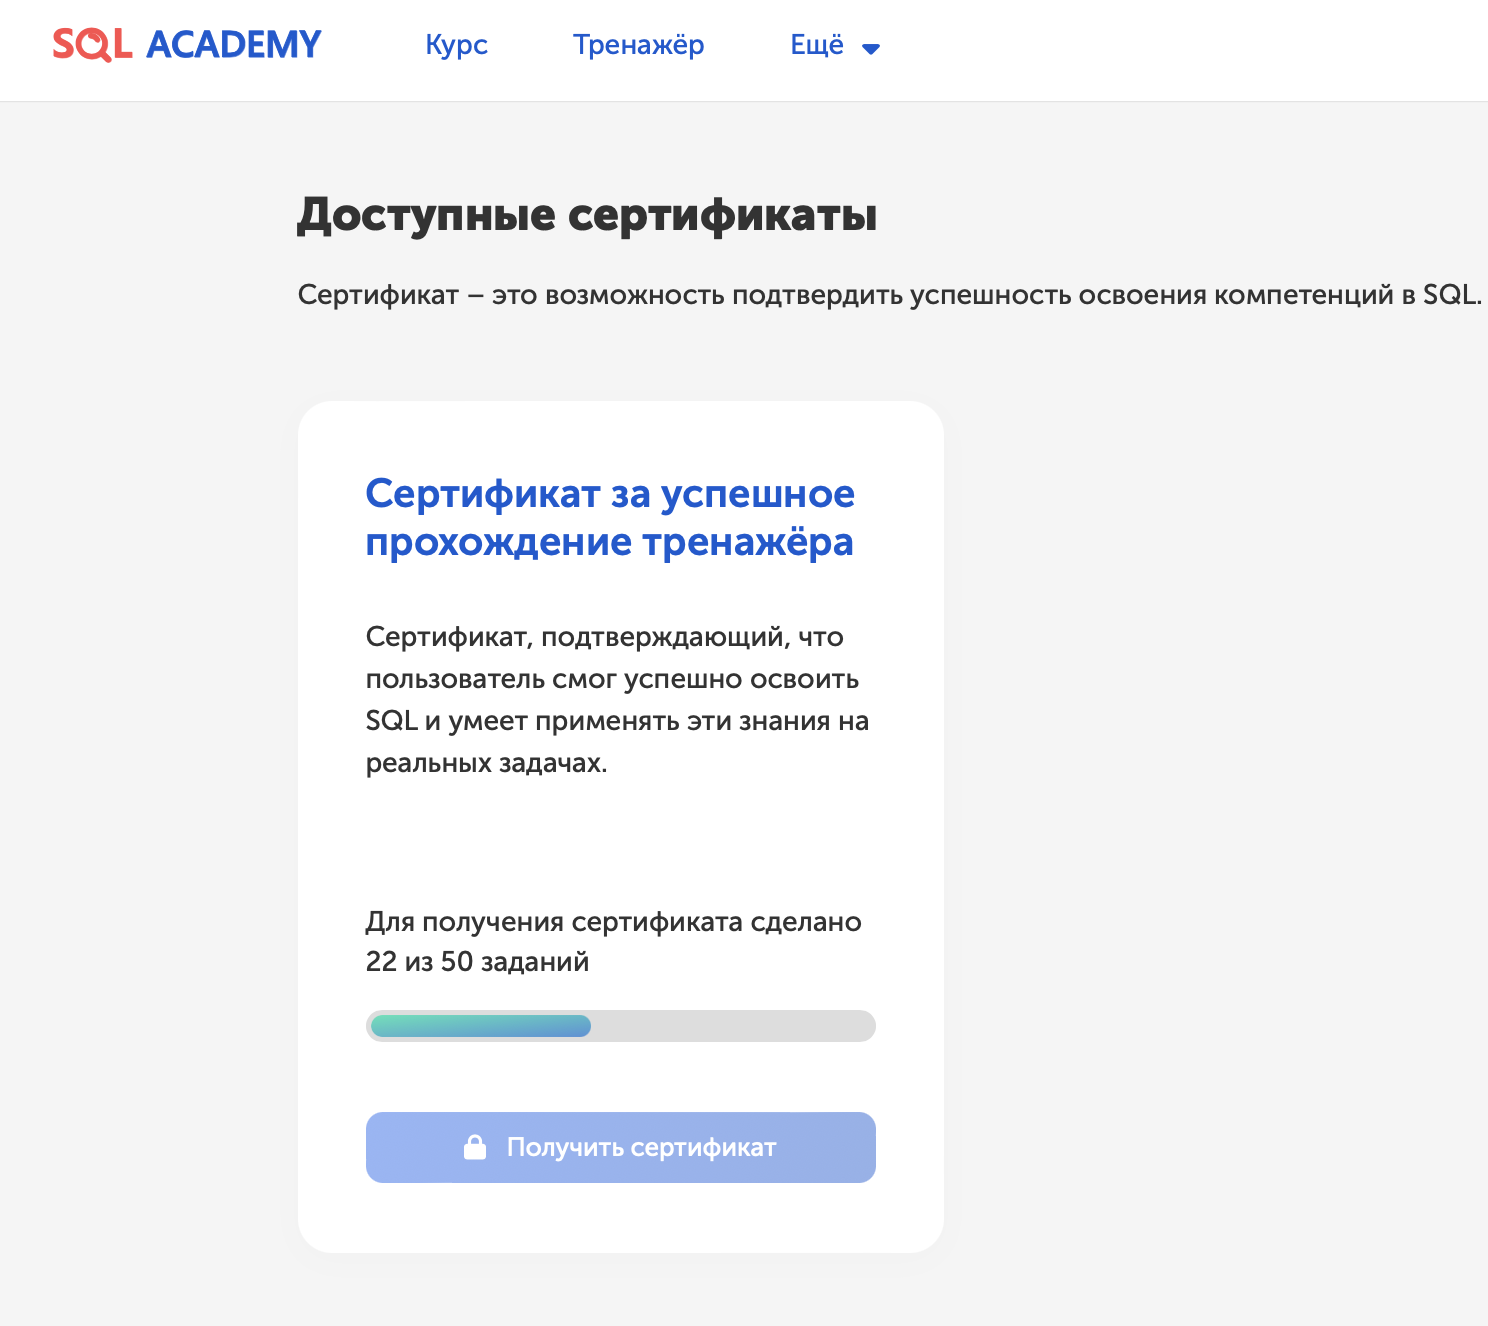 SQL ACADEMY Курс Тренажёр Ещё
Доступные сертификаты
Сертификат – это возможность подтвердить успешность освоения компетенций в SQL.
Сертификат за успешное
прохождение тренажёра
Сертификат, подтверждающий, что
пользователь смог успешно освоить
SQL и умеет применять эти знания на
реальных задачах.
Для получения сертификата сделано
22 из 50 заданий
Получить сертификат